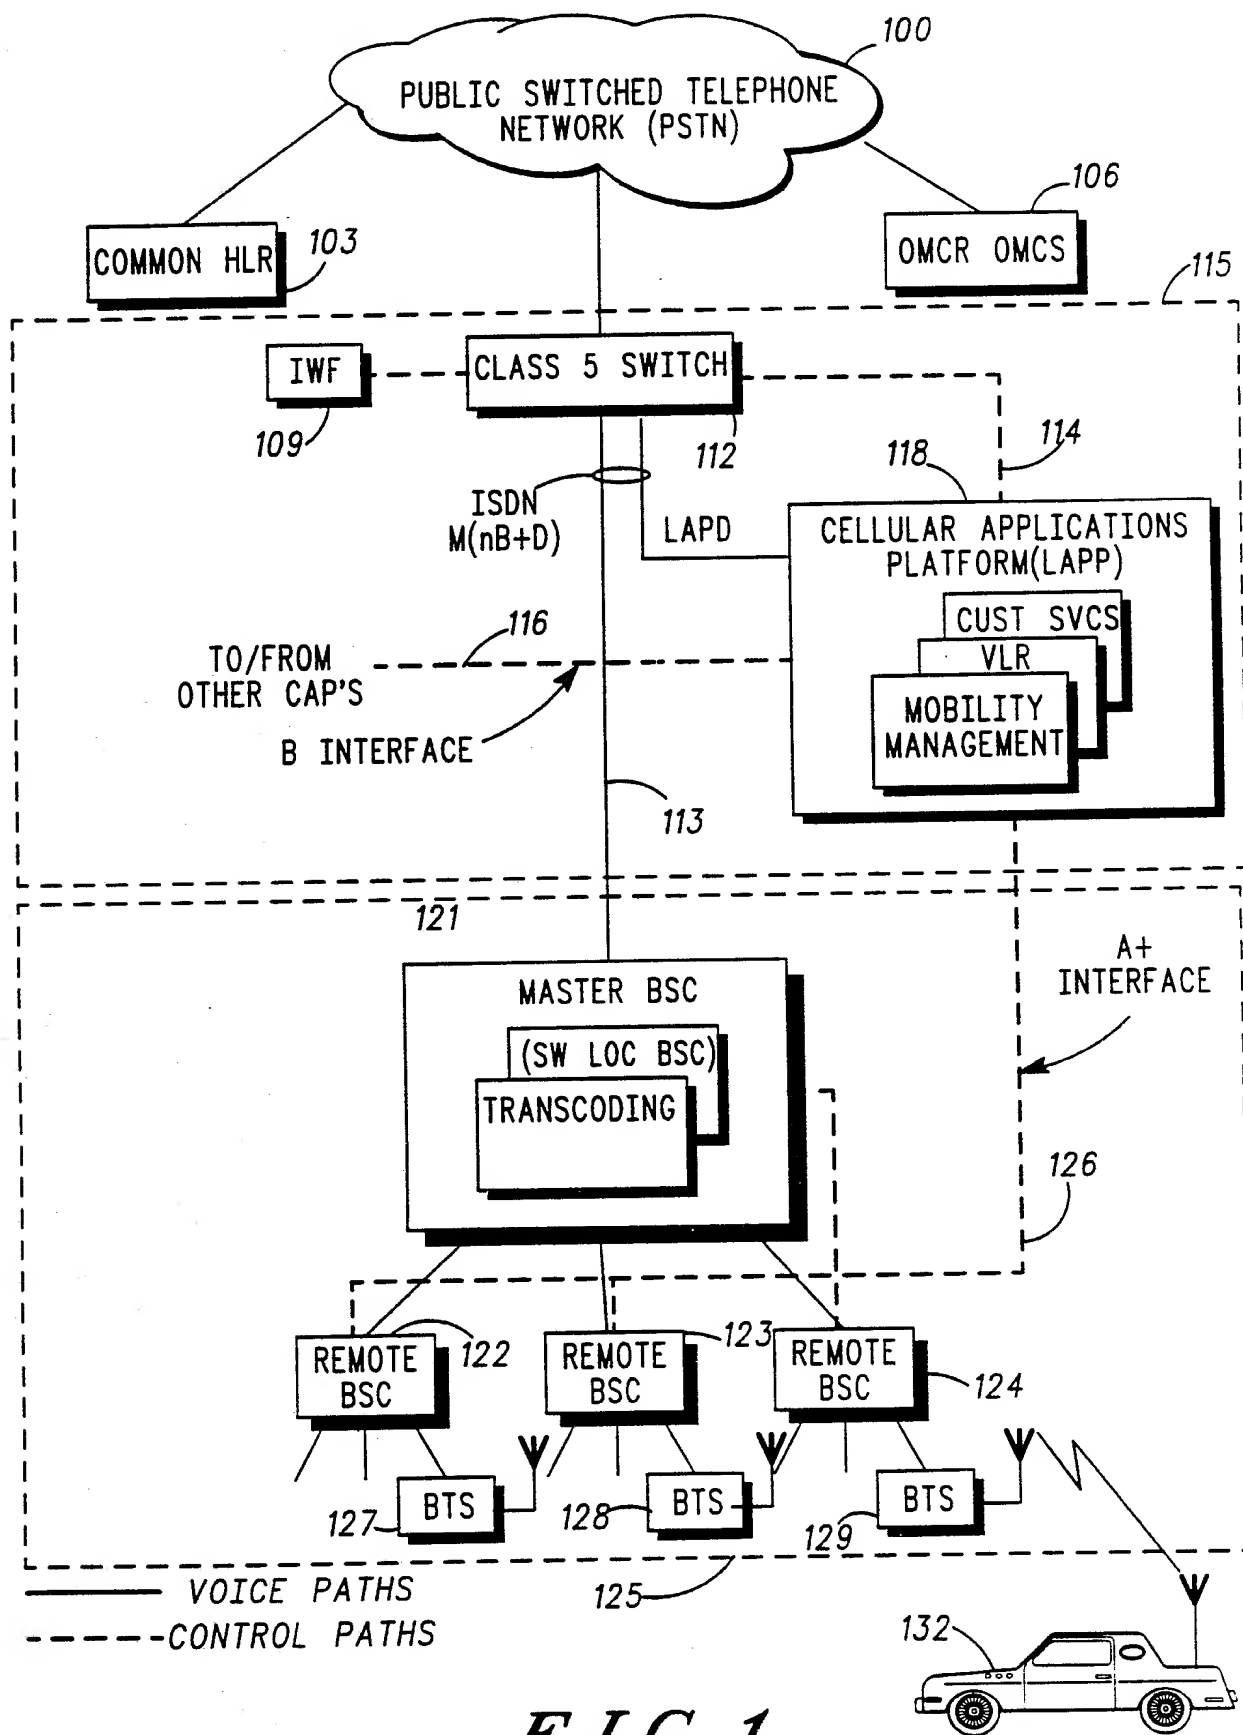 100
PUBLIC SWITCHED TELEPHONE
NETWORK (PSTN)
106
COMMON HLR
103
OMCR OMCS
115
IWF
CLASS 5 SWITCH
109
112
114
118
ISDN
M(nB+D)
LAPD
CELLULAR APPLICATIONS
PLATFORM(LAPP)
CUST SVCS
VLR
MOBILITY
MANAGEMENT
116
TO/FROM
OTHER CAP'S
B INTERFACE
113
121
A+
INTERFACE
MASTER BSC
(SW LOC BSC)
TRANSCODING
126
REMOTE
BSC
122
REMOTE
BSC
123
REMOTE
BSC
124
BTS
127
BTS
128
BTS
129
VOICE PATHS
CONTROL PATHS
125
132
FIG.1